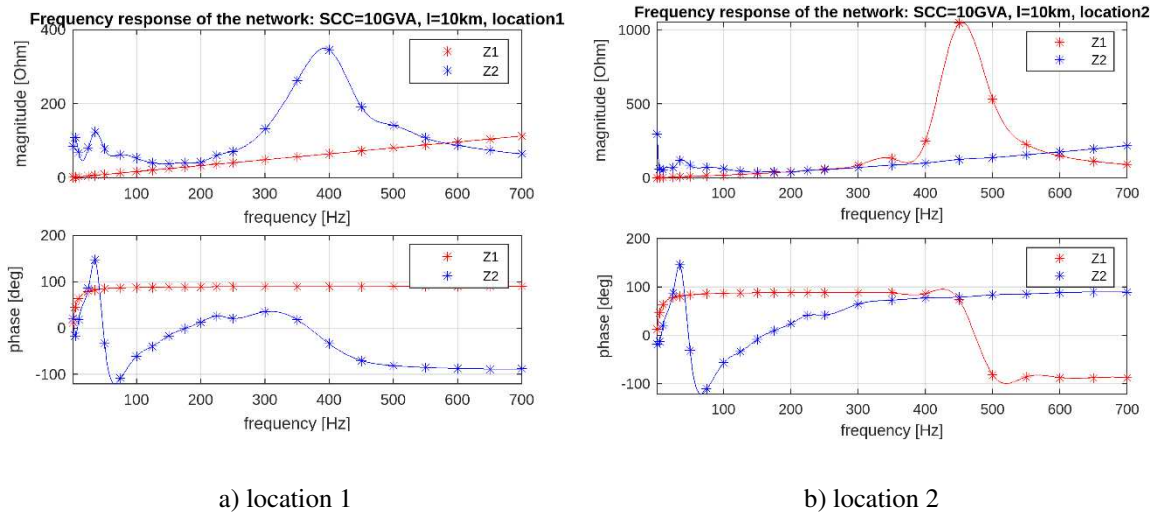 Frequency response of the network: SCC=10GVA, l=10km, location1
magnitude [Ohm]
400
200
0
Z1
Z2
100 200 300 400 500 600 700
frequency [Hz]
phase [deg]
200
100
0
-100
Z1
Z2
100 200 300 400 500 600 700
frequency [Hz]
a) location 1
Frequency response of the network: SCC=10GVA, l=10km, location2
magnitude [Ohm]
1000
500
0
Z1
Z2
100 200 300 400 500 600 700
frequency [Hz]
phase [deg]
200
100
0
-100
Z1
Z2
100 200 300 400 500 600 700
frequency [Hz]
b) location 2